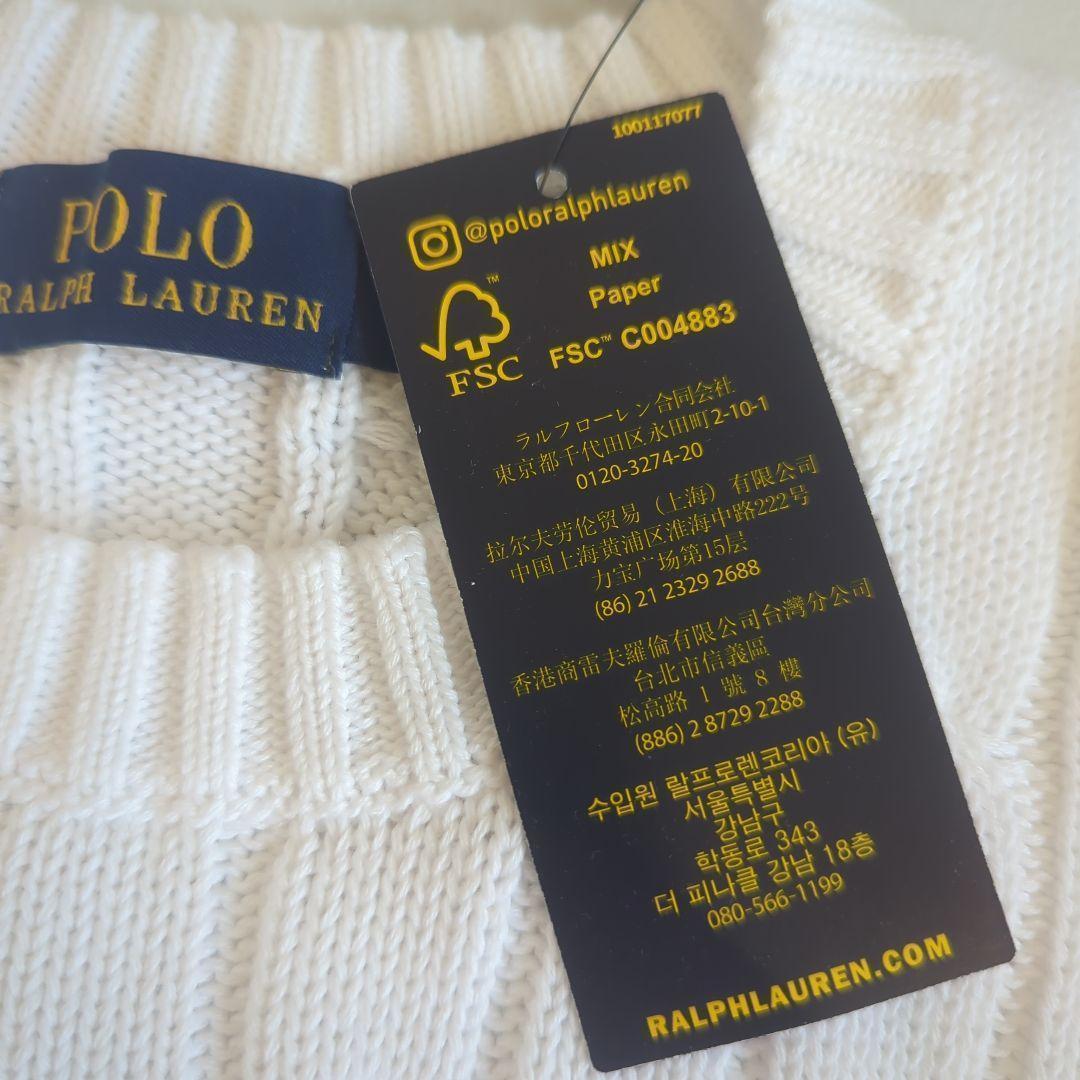 POLO
RALPH LAUREN
100117077
@poloralphlauren
MIX
Paper
FSC™ C004883
™
FSC
ラルフローレン合同会社
東京都千代田区永田町2-10-1
0120-3274-20
拉尔夫劳伦贸易（上海）有限公司
中国上海黄浦区淮海中路222号
力宝广场第15层
(86) 21 2329 2688
香港商雷夫羅倫有限公司台灣分公司
台北市信義區
松高路 1 號 8 樓
(886) 2 8729 2288
수입원 랄프로렌코리아 (유)
서울특별시
강남구
학동로 343
더 피나클 강남 18층
080-566-1199
RALPHLAUREN.COM